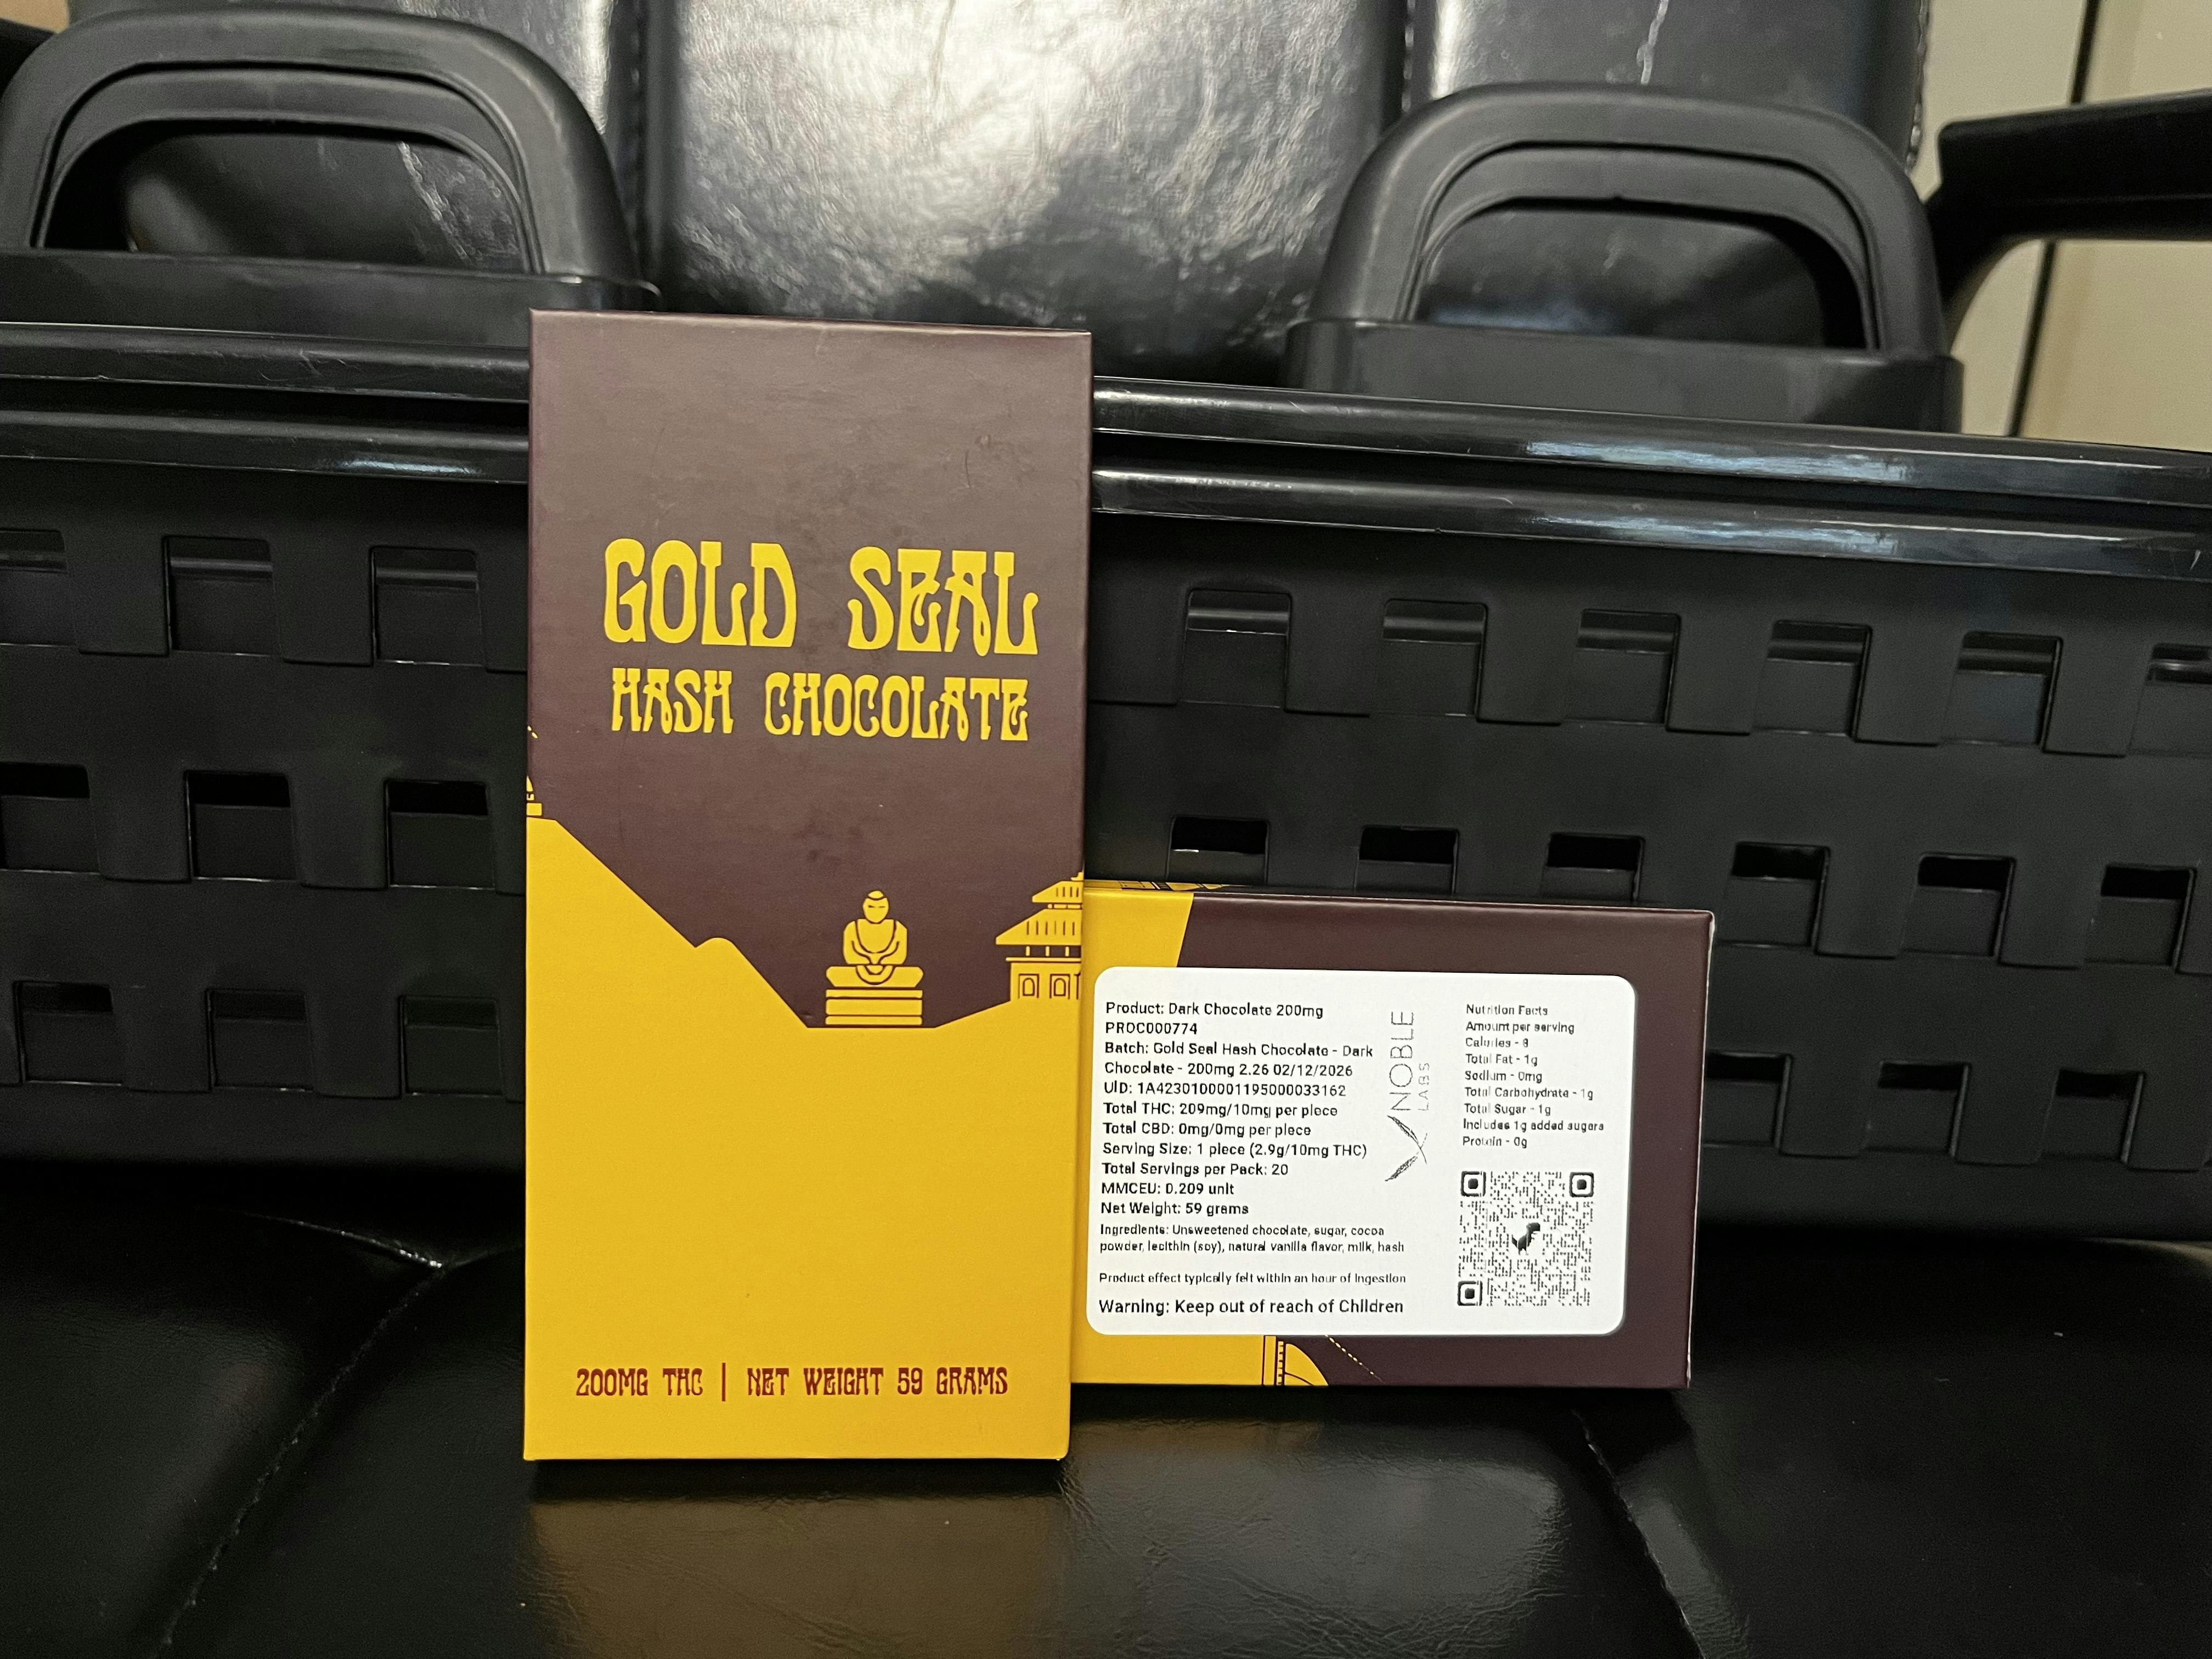 GOLD SEAL
HASH CHOCOLATE
200MG THC | NET WEIGHT 59 GRAMS
Product: Dark Chocolate 200mg
PROC000774
Batch: Gold Seal Hash Chocolate - Dark
Chocolate - 200mg 2.26 02/12/2026
UID: 1A4230100001195000033162
Total THC: 209mg/10mg per piece
Total CBD: 0mg/0mg per piece
Serving Size: 1 piece (2.9g/10mg THC)
Total Servings per Pack: 20
MMCEU: 0.209 unit
Net Weight: 59 grams
Ingredients: Unsweetened chocolate, sugar, cocoa
powder, lecithin (soy), natural vanilla flavor, milk, hash
Product effect typically felt within an hour of ingestion
Warning: Keep out of reach of Children
NOBLE
LABS
Nutrition Facts
Amount per serving
Calories - 8
Total Fat - 1g
Sodium - 0mg
Total Carbohydrate - 1g
Total Sugar - 1g
Includes 1g added sugars
Protein - 0g